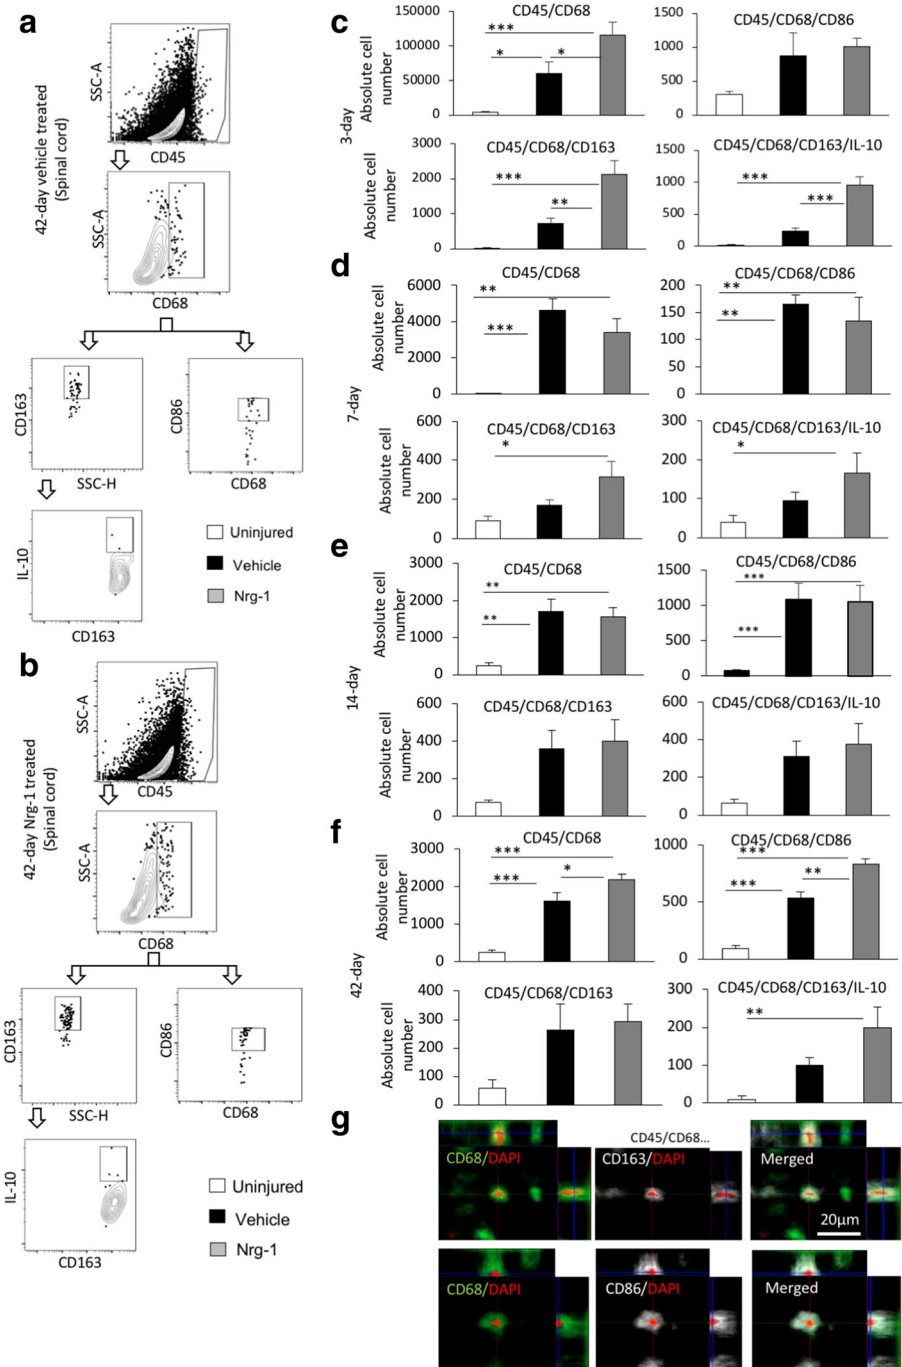 a
42-day vehicle treated
(Spinal cord)
SSC-A
CD45
SSC-A
CD68
CD163
SSC-H
CD86
CD68
IL-10
CD163
Uninjured
Vehicle
Nrg-1
b
42-day Nrg-1 treated
(Spinal cord)
SSC-A
CD45
SSC-A
CD68
CD163
SSC-H
CD86
CD68
IL-10
CD163
Uninjured
Vehicle
Nrg-1
c
3-day
CD45/CD68
Absolute cell
number
150000
100000
50000
0
***
*
*
CD45/CD68/CD86
1500
1000
500
0
CD45/CD68/CD163
Absolute cell
number
3000
2000
1000
0
***
**
CD45/CD68/CD163/IL-10
1500
1000
500
0
***
***
d
7-day
CD45/CD68
Absolute cell
number
6000
4000
2000
0
**
***
CD45/CD68/CD86
200
150
100
50
0
**
**
CD45/CD68/CD163
Absolute cell
number
600
400
200
0
*
CD45/CD68/CD163/IL-10
300
200
100
0
*
e
14-day
CD45/CD68
Absolute cell
number
3000
2000
1000
0
**
**
CD45/CD68/CD86
1500
1000
500
0
***
***
CD45/CD68/CD163
Absolute cell
number
600
400
200
0
CD45/CD68/CD163/IL-10
600
400
200
0
f
42-day
CD45/CD68
Absolute cell
number
3000
2000
1000
0
***
***
*
CD45/CD68/CD86
1000
500
0
***
***
**
CD45/CD68/CD163
Absolute cell
number
400
300
200
100
0
CD45/CD68/CD163/IL-10
300
200
100
0
**
g
CD45/CD68...
CD68/DAPI
CD163/DAPI
Merged
20µm
CD68/DAPI
CD86/DAPI
Merged